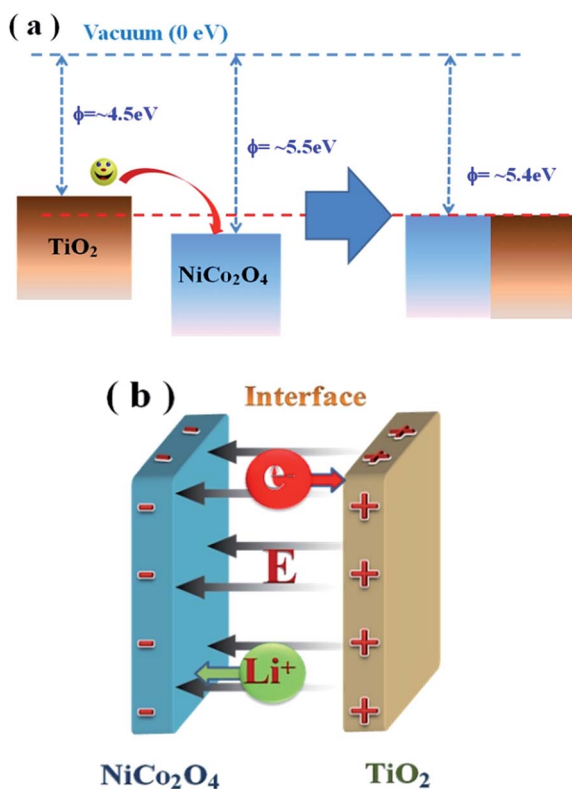 ( a )
Vacuum (0 eV)
ϕ=~4.5eV
ϕ= ~5.5eV
ϕ= ~5.4eV
TiO₂
NiCo₂O₄
( b )
Interface
- - + +
e⁻
- +
E
- +
- +
Li⁺
- +
NiCo₂O₄ TiO₂